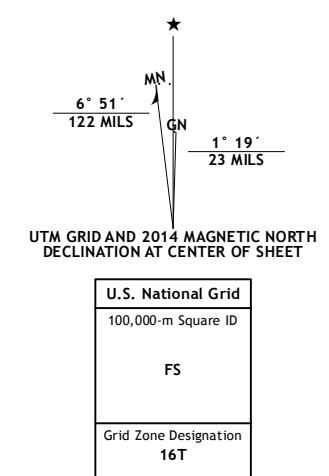 ★
MN
6° 51´
122 MILS
GN
1° 19´
23 MILS
UTM GRID AND 2014 MAGNETIC NORTH
DECLINATION AT CENTER OF SHEET
U.S. National Grid
100,000-m Square ID
FS
Grid Zone Designation
16T